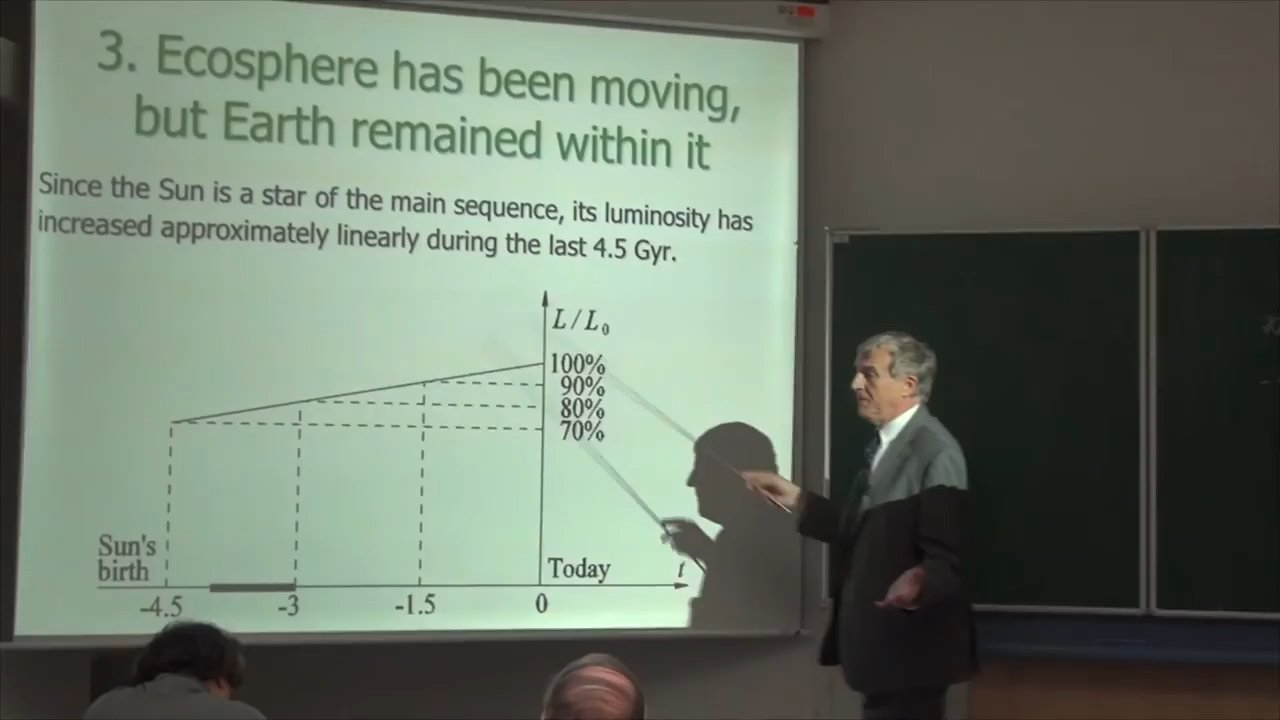 3. Ecosphere has been moving,
but Earth remained within it
Since the Sun is a star of the main sequence, its luminosity has
increased approximately linearly during the last 4.5 Gyr.
L/L₀
100%
90%
80%
70%
Sun's
birth
Today
t
-4.5
-3
-1.5
0